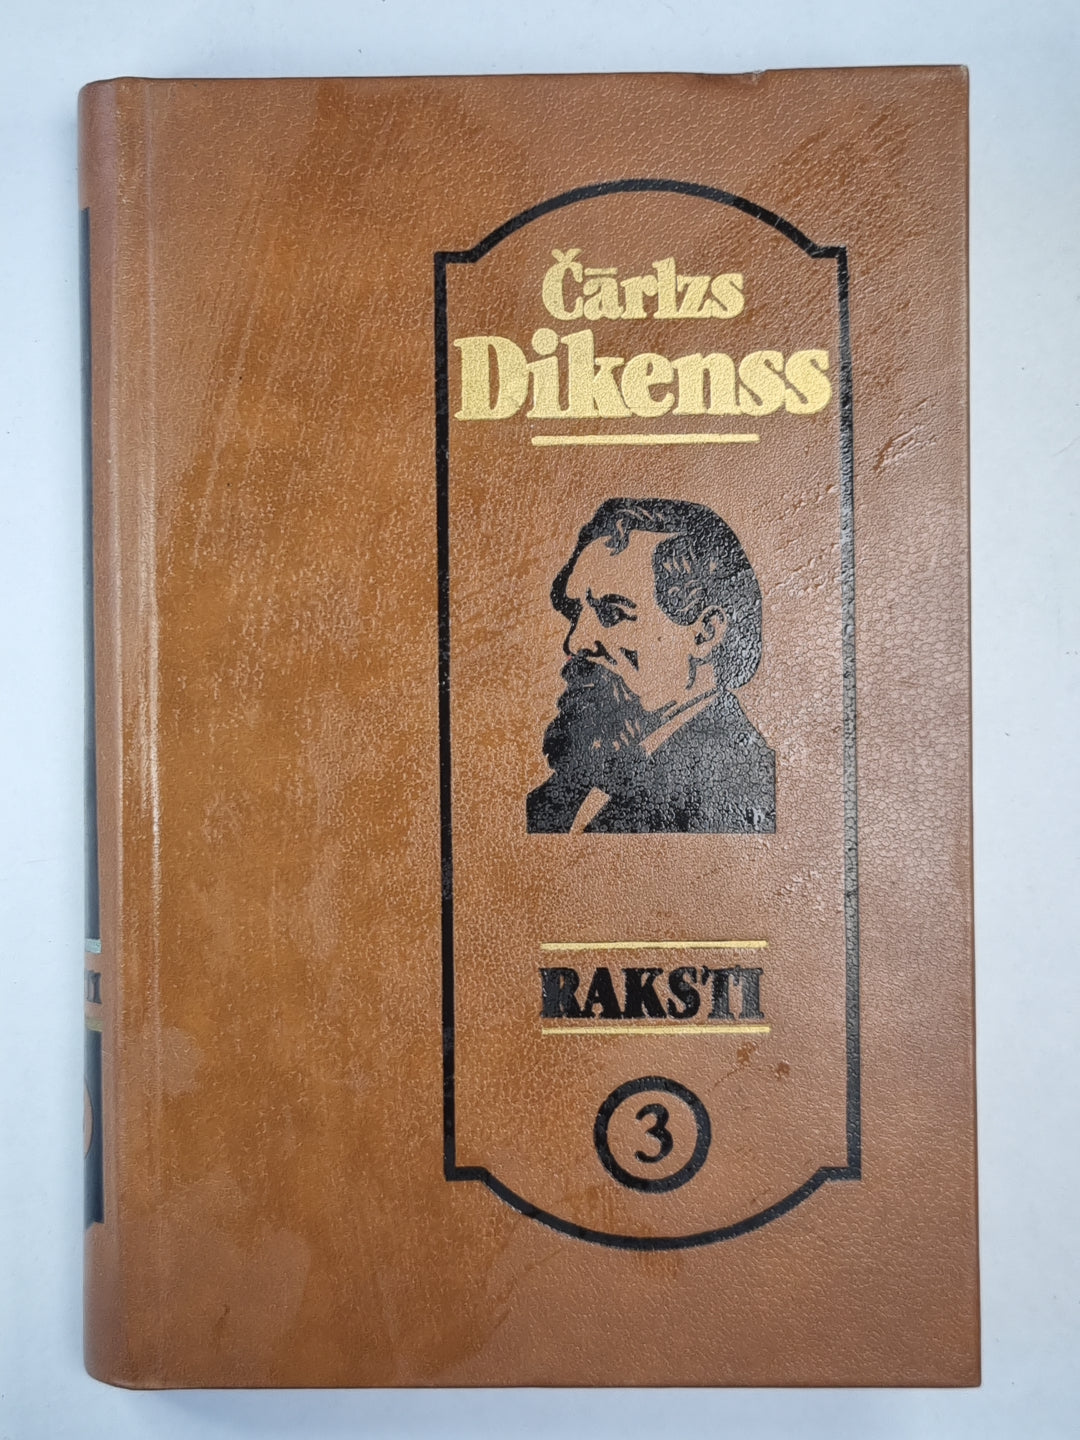 Čārlzs
Dikenss
RAKSTI
3